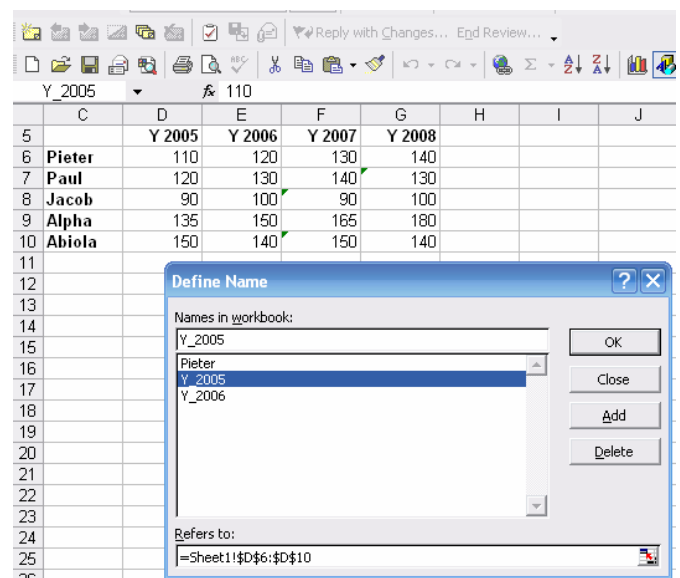 Reply with Changes... End Review...
ABC Σ A Z Z A
Y_2005 fx 110
C D E F G H I J
5 Y 2005 Y 2006 Y 2007 Y 2008
6 Pieter 110 120 130 140
7 Paul 120 130 140 130
8 Jacob 90 100 90 100
9 Alpha 135 150 165 180
10 Abiola 150 140 150 140
11
12
13
14
15
16
17
18
19
20
21
22
23
24
25
Define Name
Names in workbook:
Y_2005
OK
Pieter
Y_2005
Y_2006
Close
Add
Delete
Refers to:
=Sheet1!$D$6:$D$10